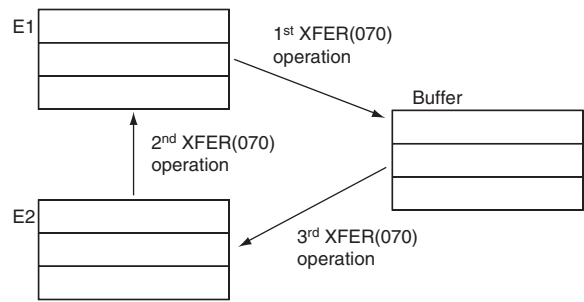 E1
1st XFER(070)
operation
Buffer
2nd XFER(070)
operation
E2
3rd XFER(070)
operation